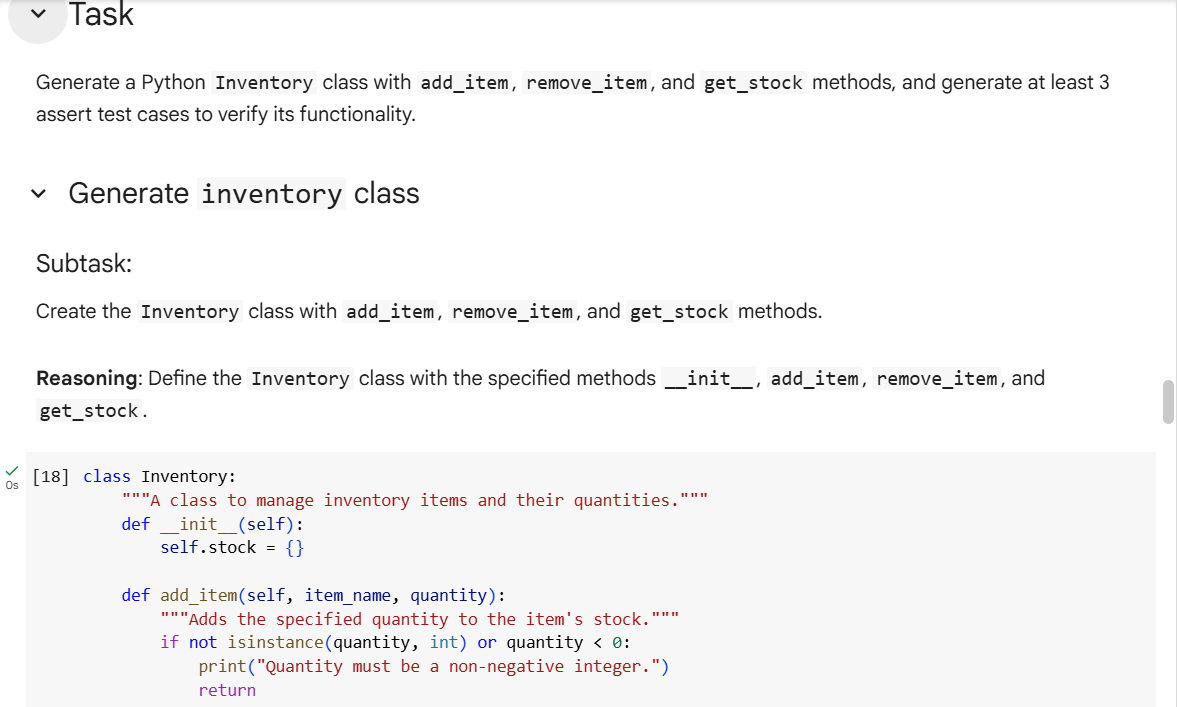 Task
Generate a Python Inventory class with add_item, remove_item, and get_stock methods, and generate at least 3
assert test cases to verify its functionality.
Generate inventory class
Subtask:
Create the Inventory class with add_item, remove_item, and get_stock methods.
Reasoning: Define the Inventory class with the specified methods __init__, add_item, remove_item, and
get_stock.
0s
[18] class Inventory:
"""A class to manage inventory items and their quantities."""
def __init__(self):
self.stock = {}
def add_item(self, item_name, quantity):
"""Adds the specified quantity to the item's stock."""
if not isinstance(quantity, int) or quantity < 0:
print("Quantity must be a non-negative integer.")
return